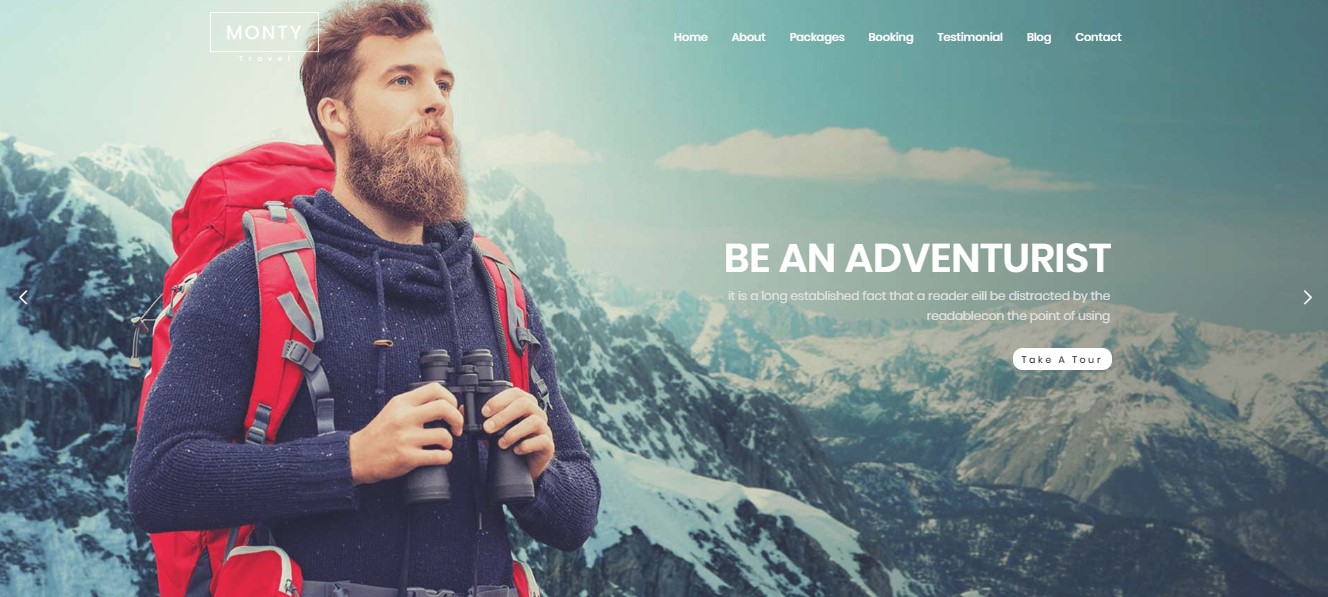 MONTY
Travel
Home About Packages Booking Testimonial Blog Contact
BE AN ADVENTURIST
it is a long established fact that a reader eill be distracted by the
readablecon the point of using
Take A Tour